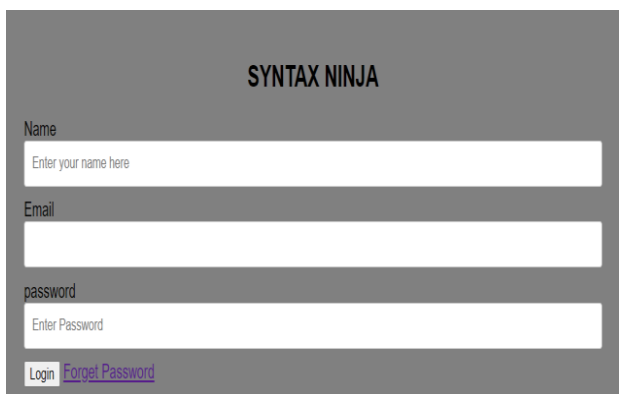 SYNTAX NINJA
Name
Enter your name here
Email
password
Enter Password
Login Forget Password